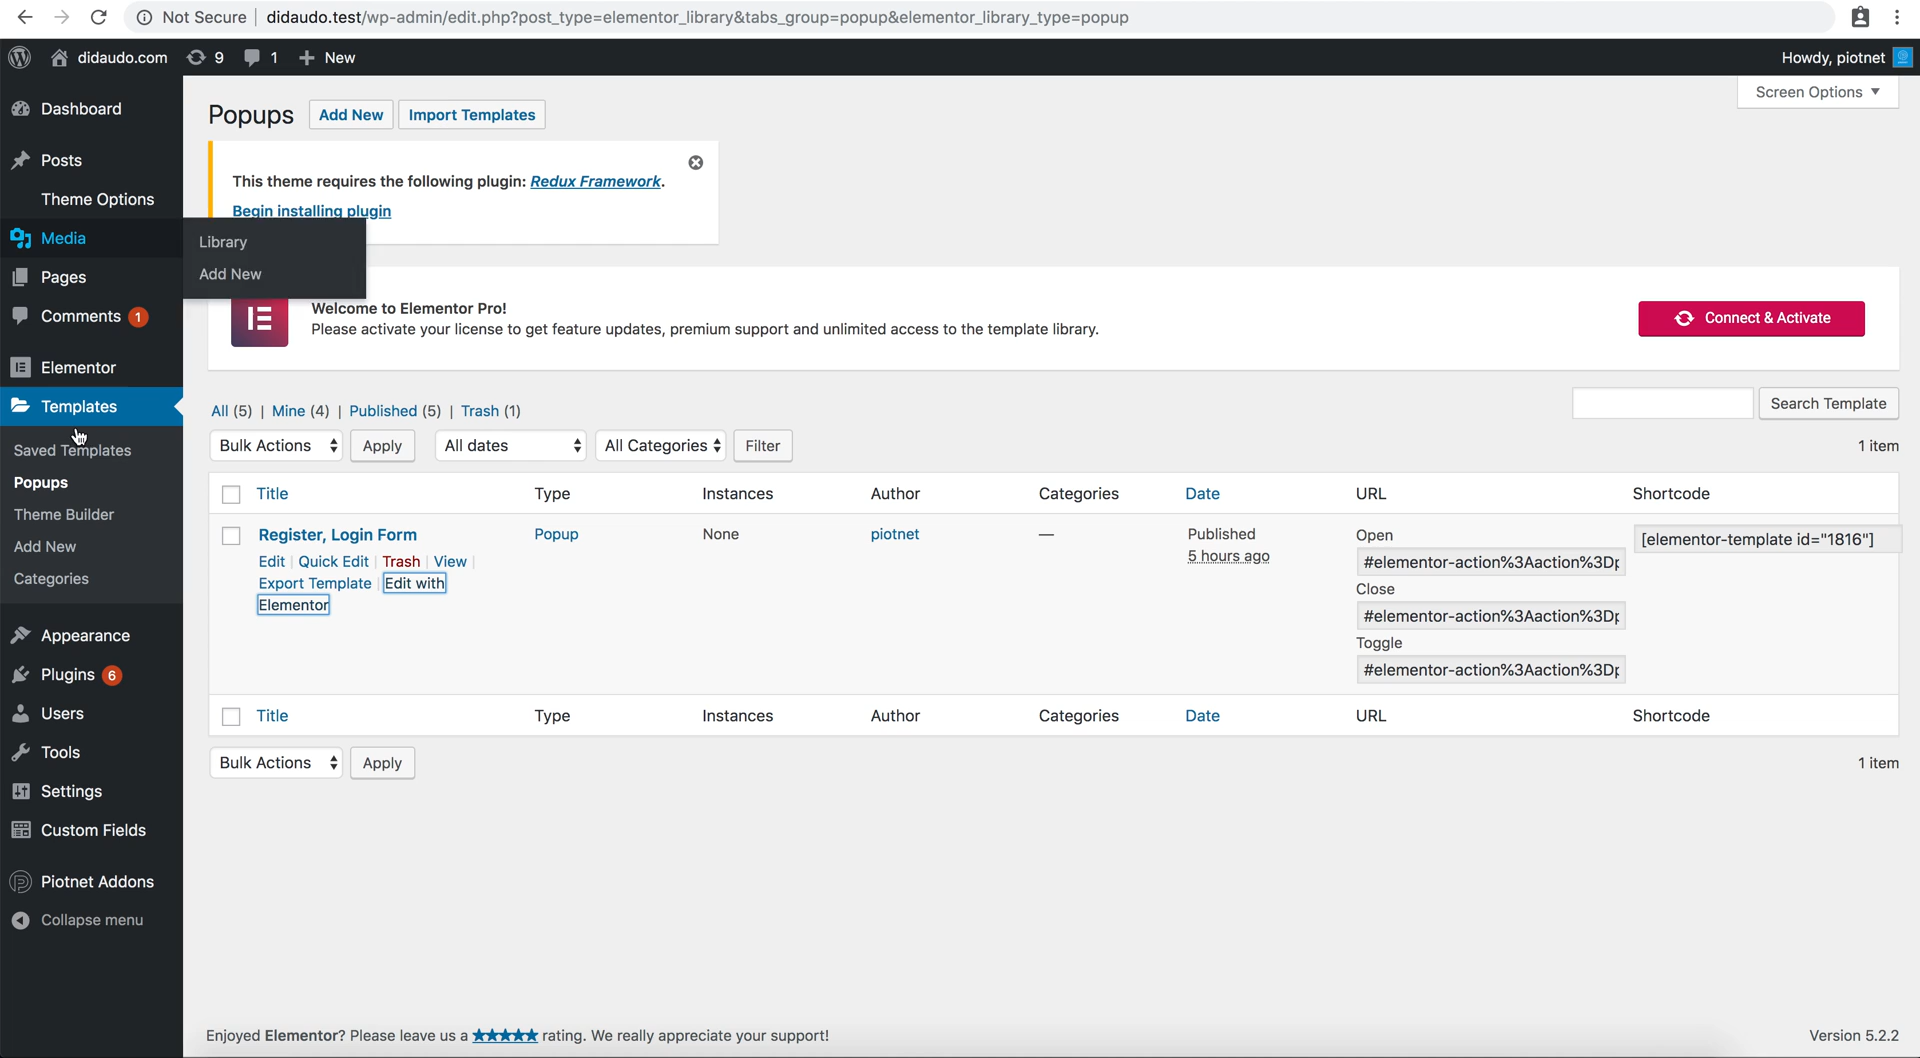 Not Secure | didaudo.test/wp-admin/edit.php?post_type=elementor_library&tabs_group=popup&elementor_library_type=popup
didaudo.com 9 1 + New Howdy, piotnet
Screen Options
Dashboard
Posts
Theme Options
Media
Library
Add New
Pages
Comments 1
Elementor
Templates
Saved Templates
Popups
Theme Builder
Add New
Categories
Appearance
Plugins 6
Users
Tools
Settings
Custom Fields
Piotnet Addons
Collapse menu
Popups Add New Import Templates
This theme requires the following plugin: Redux Framework.
Begin installing plugin
Welcome to Elementor Pro!
Please activate your license to get feature updates, premium support and unlimited access to the template library.
Connect & Activate
All (5) | Mine (4) | Published (5) | Trash (1)
Search Template
Bulk Actions Apply All dates All Categories Filter 1 item
Title Type Instances Author Categories Date URL Shortcode
Register, Login Form Popup None piotnet — Published Open [elementor-template id="1816"]
Edit | Quick Edit | Trash | View | 5 hours ago #elementor-action%3Aaction%3Dp
Export Template | Edit with Close
Elementor #elementor-action%3Aaction%3Dp
Toggle
#elementor-action%3Aaction%3Dp
Title Type Instances Author Categories Date URL Shortcode
Bulk Actions Apply 1 item
Enjoyed Elementor? Please leave us a ★★★★★ rating. We really appreciate your support! Version 5.2.2